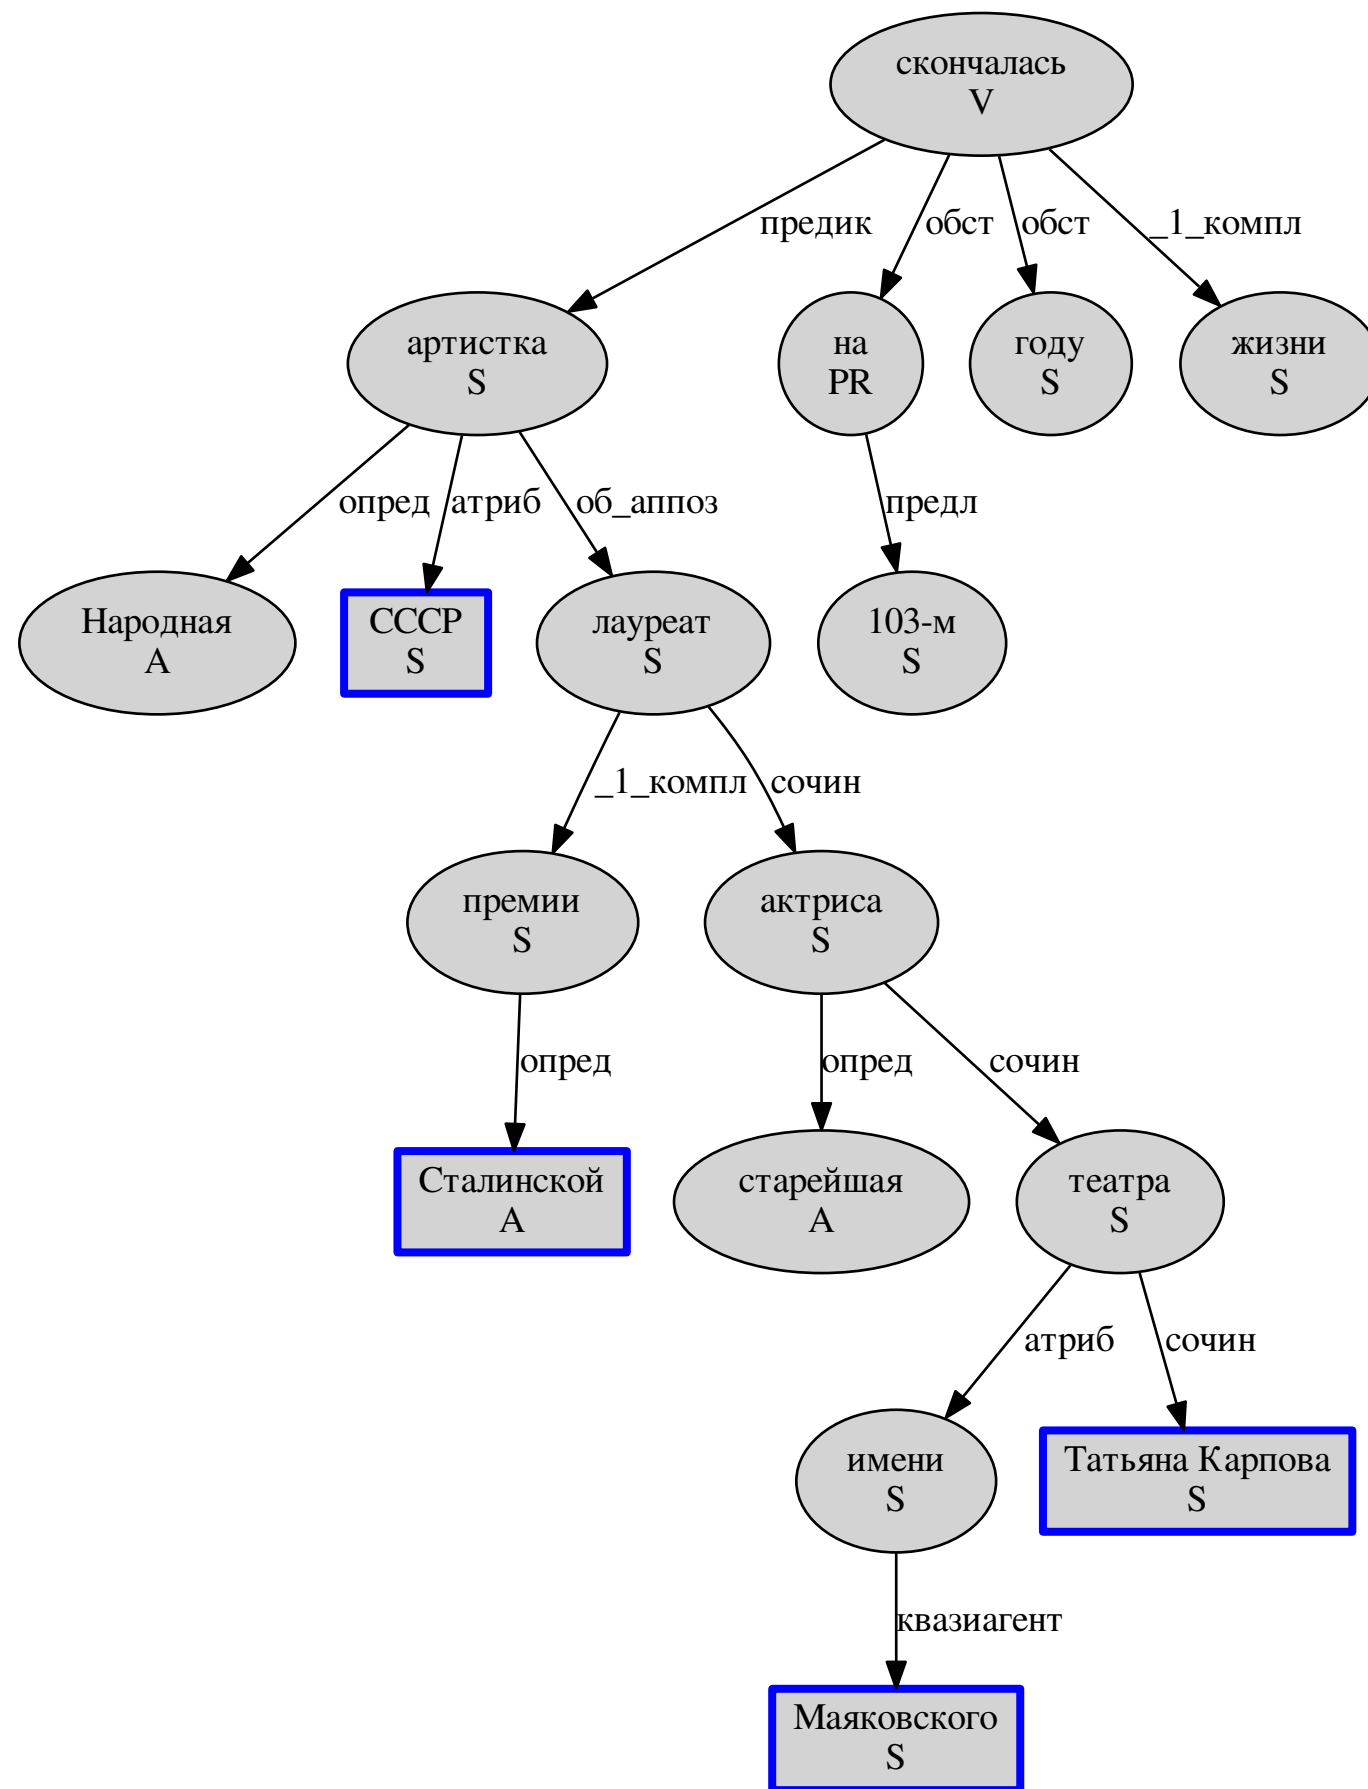 скончалась
V
предик
обст
обст
_1_компл
артистка
S
на
PR
году
S
жизни
S
опред
атриб
об_аппоз
предл
Народная
A
СССР
S
лауреат
S
103-м
S
_1_компл
сочин
премии
S
актриса
S
опред
опред
сочин
Сталинской
A
старейшая
A
театра
S
атриб
сочин
имени
S
Татьяна Карпова
S
квазиагент
Маяковского
S